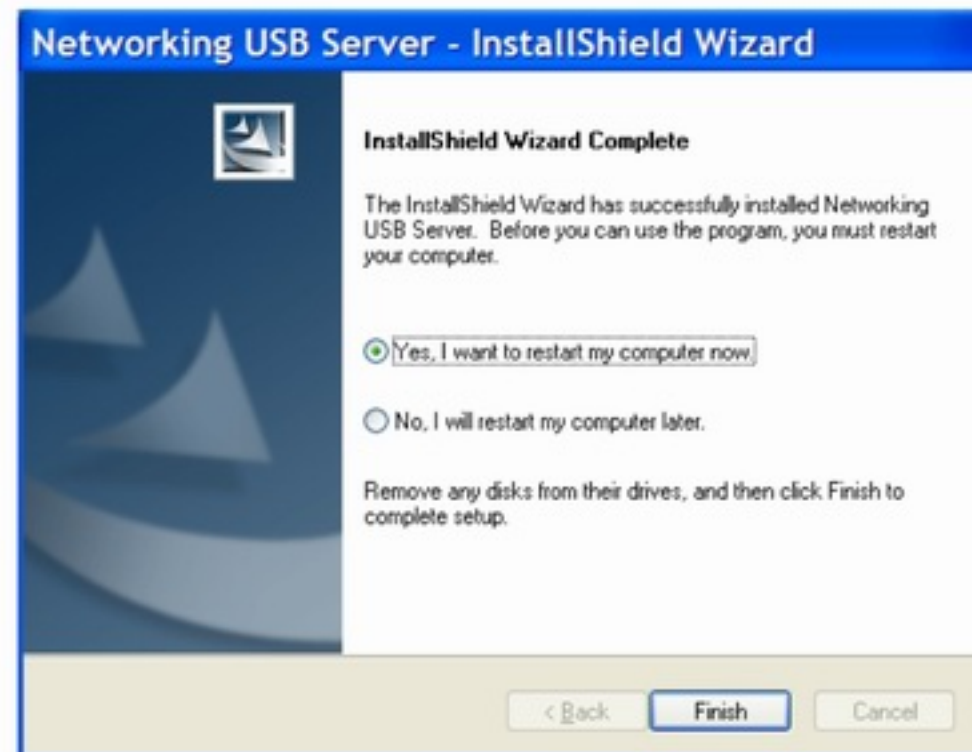 Networking USB Server - InstallShield Wizard
InstallShield Wizard Complete
The InstallShield Wizard has successfully installed Networking
USB Server.  Before you can use the program, you must restart
your computer.
Yes, I want to restart my computer now.
No, I will restart my computer later.
Remove any disks from their drives, and then click Finish to
complete setup.
< Back
Finish
Cancel